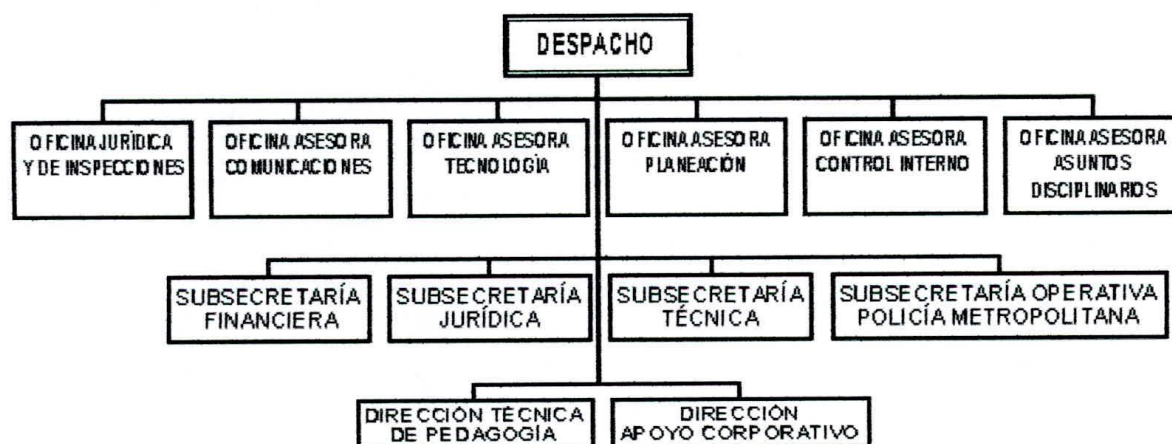 DESPACHO
OFICINA JURÍDICA
Y DE INSPECCIONES
OFICINA ASESORA
COMUNICACIONES
OFICINA ASESORA
TECNOLOGÍA
OFICINA ASESORA
PLANEACIÓN
OFICINA ASESORA
CONTROL INTERNO
OFICINA ASESORA
ASUNTOS
DISCIPLINARIOS
SUBSECRETARÍA
FINANCIERA
SUBSECRETARÍA
JURÍDICA
SUBSECRETARÍA
TÉCNICA
SUBSECRETARÍA OPERATIVA
POLICÍA METROPOLITANA
DIRECCIÓN TÉCNICA
DE PEDAGOGÍA
DIRECCIÓN
APOYO CORPORATIVO